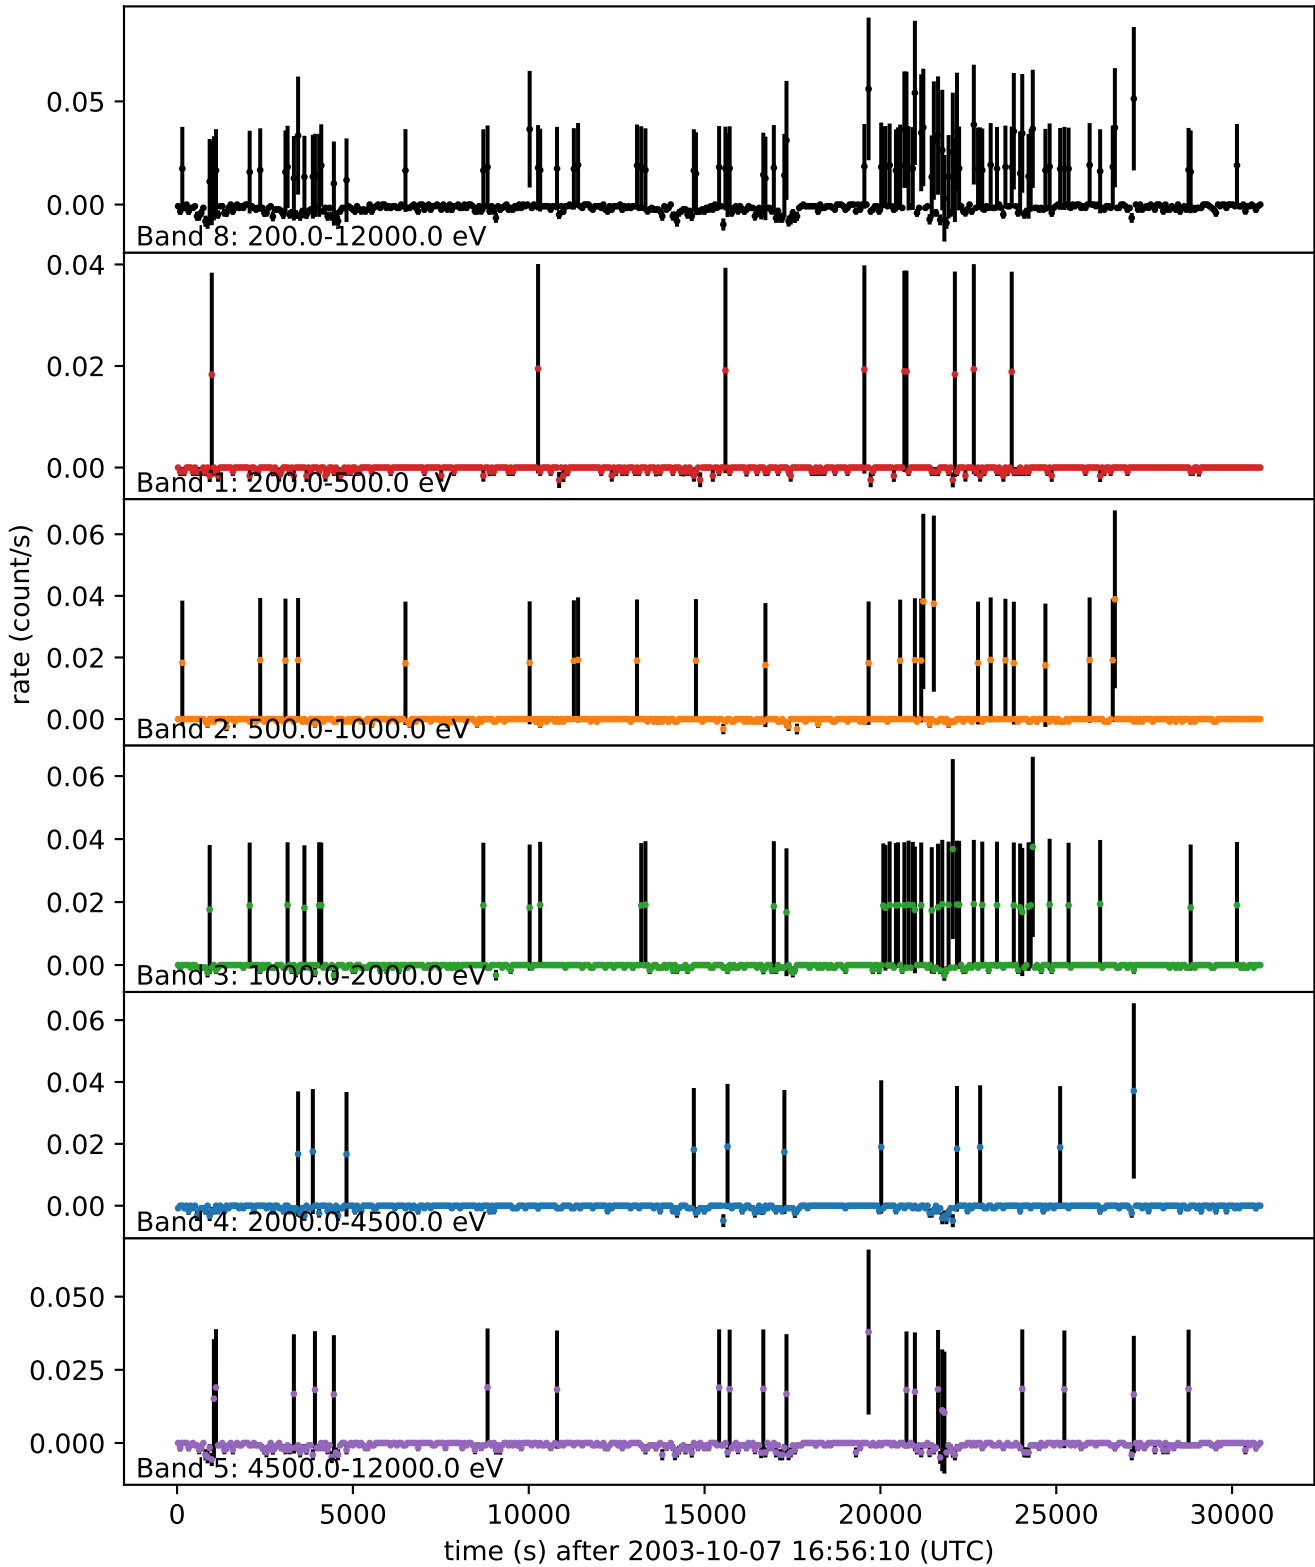 0.05
0.00
Band 8: 200.0-12000.0 eV
0.04
0.02
0.00
Band 1: 200.0-500.0 eV
rate (count/s)
0.06
0.04
0.02
0.00
Band 2: 500.0-1000.0 eV
0.06
0.04
0.02
0.00
Band 3: 1000.0-2000.0 eV
0.06
0.04
0.02
0.00
Band 4: 2000.0-4500.0 eV
0.050
0.025
0.000
Band 5: 4500.0-12000.0 eV
0 5000 10000 15000 20000 25000 30000
time (s) after 2003-10-07 16:56:10 (UTC)